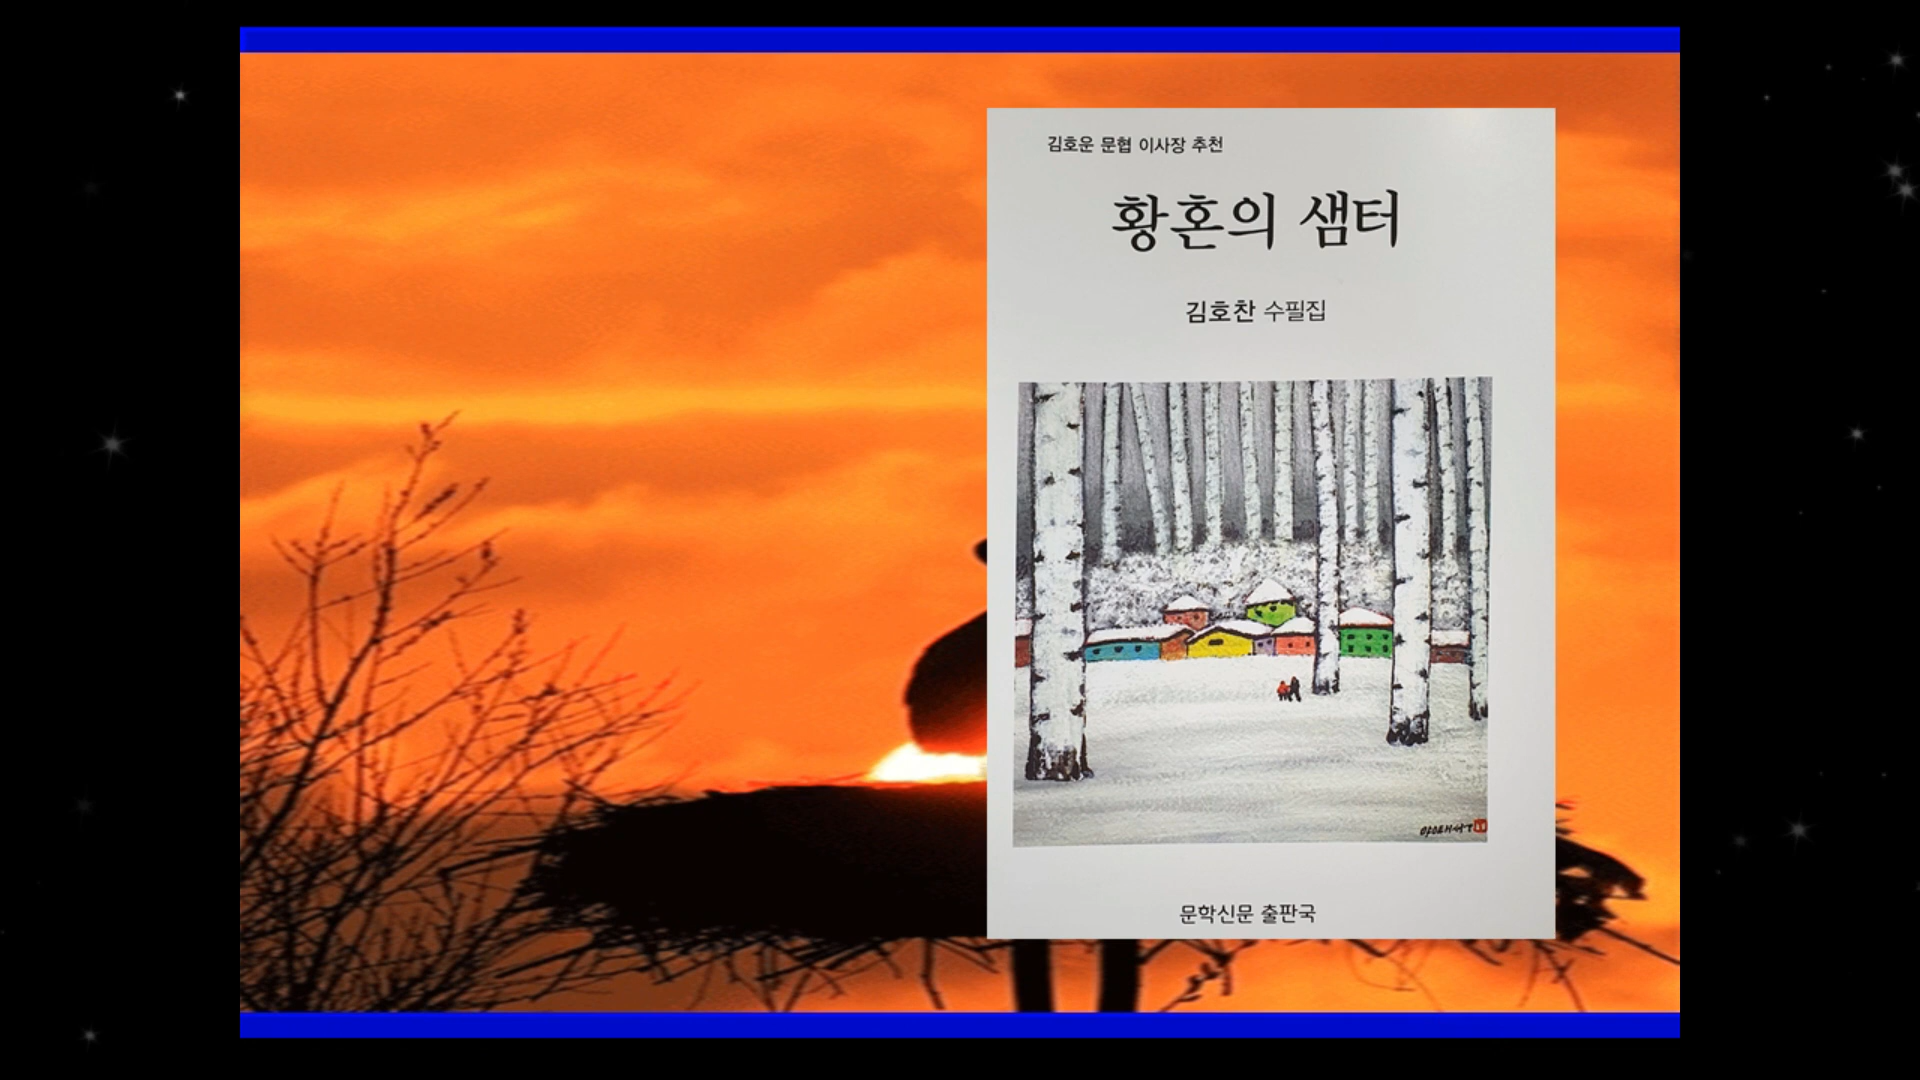 김호운 문협 이사장 추천
황혼의 샘터
김호찬 수필집
문학신문 출판국